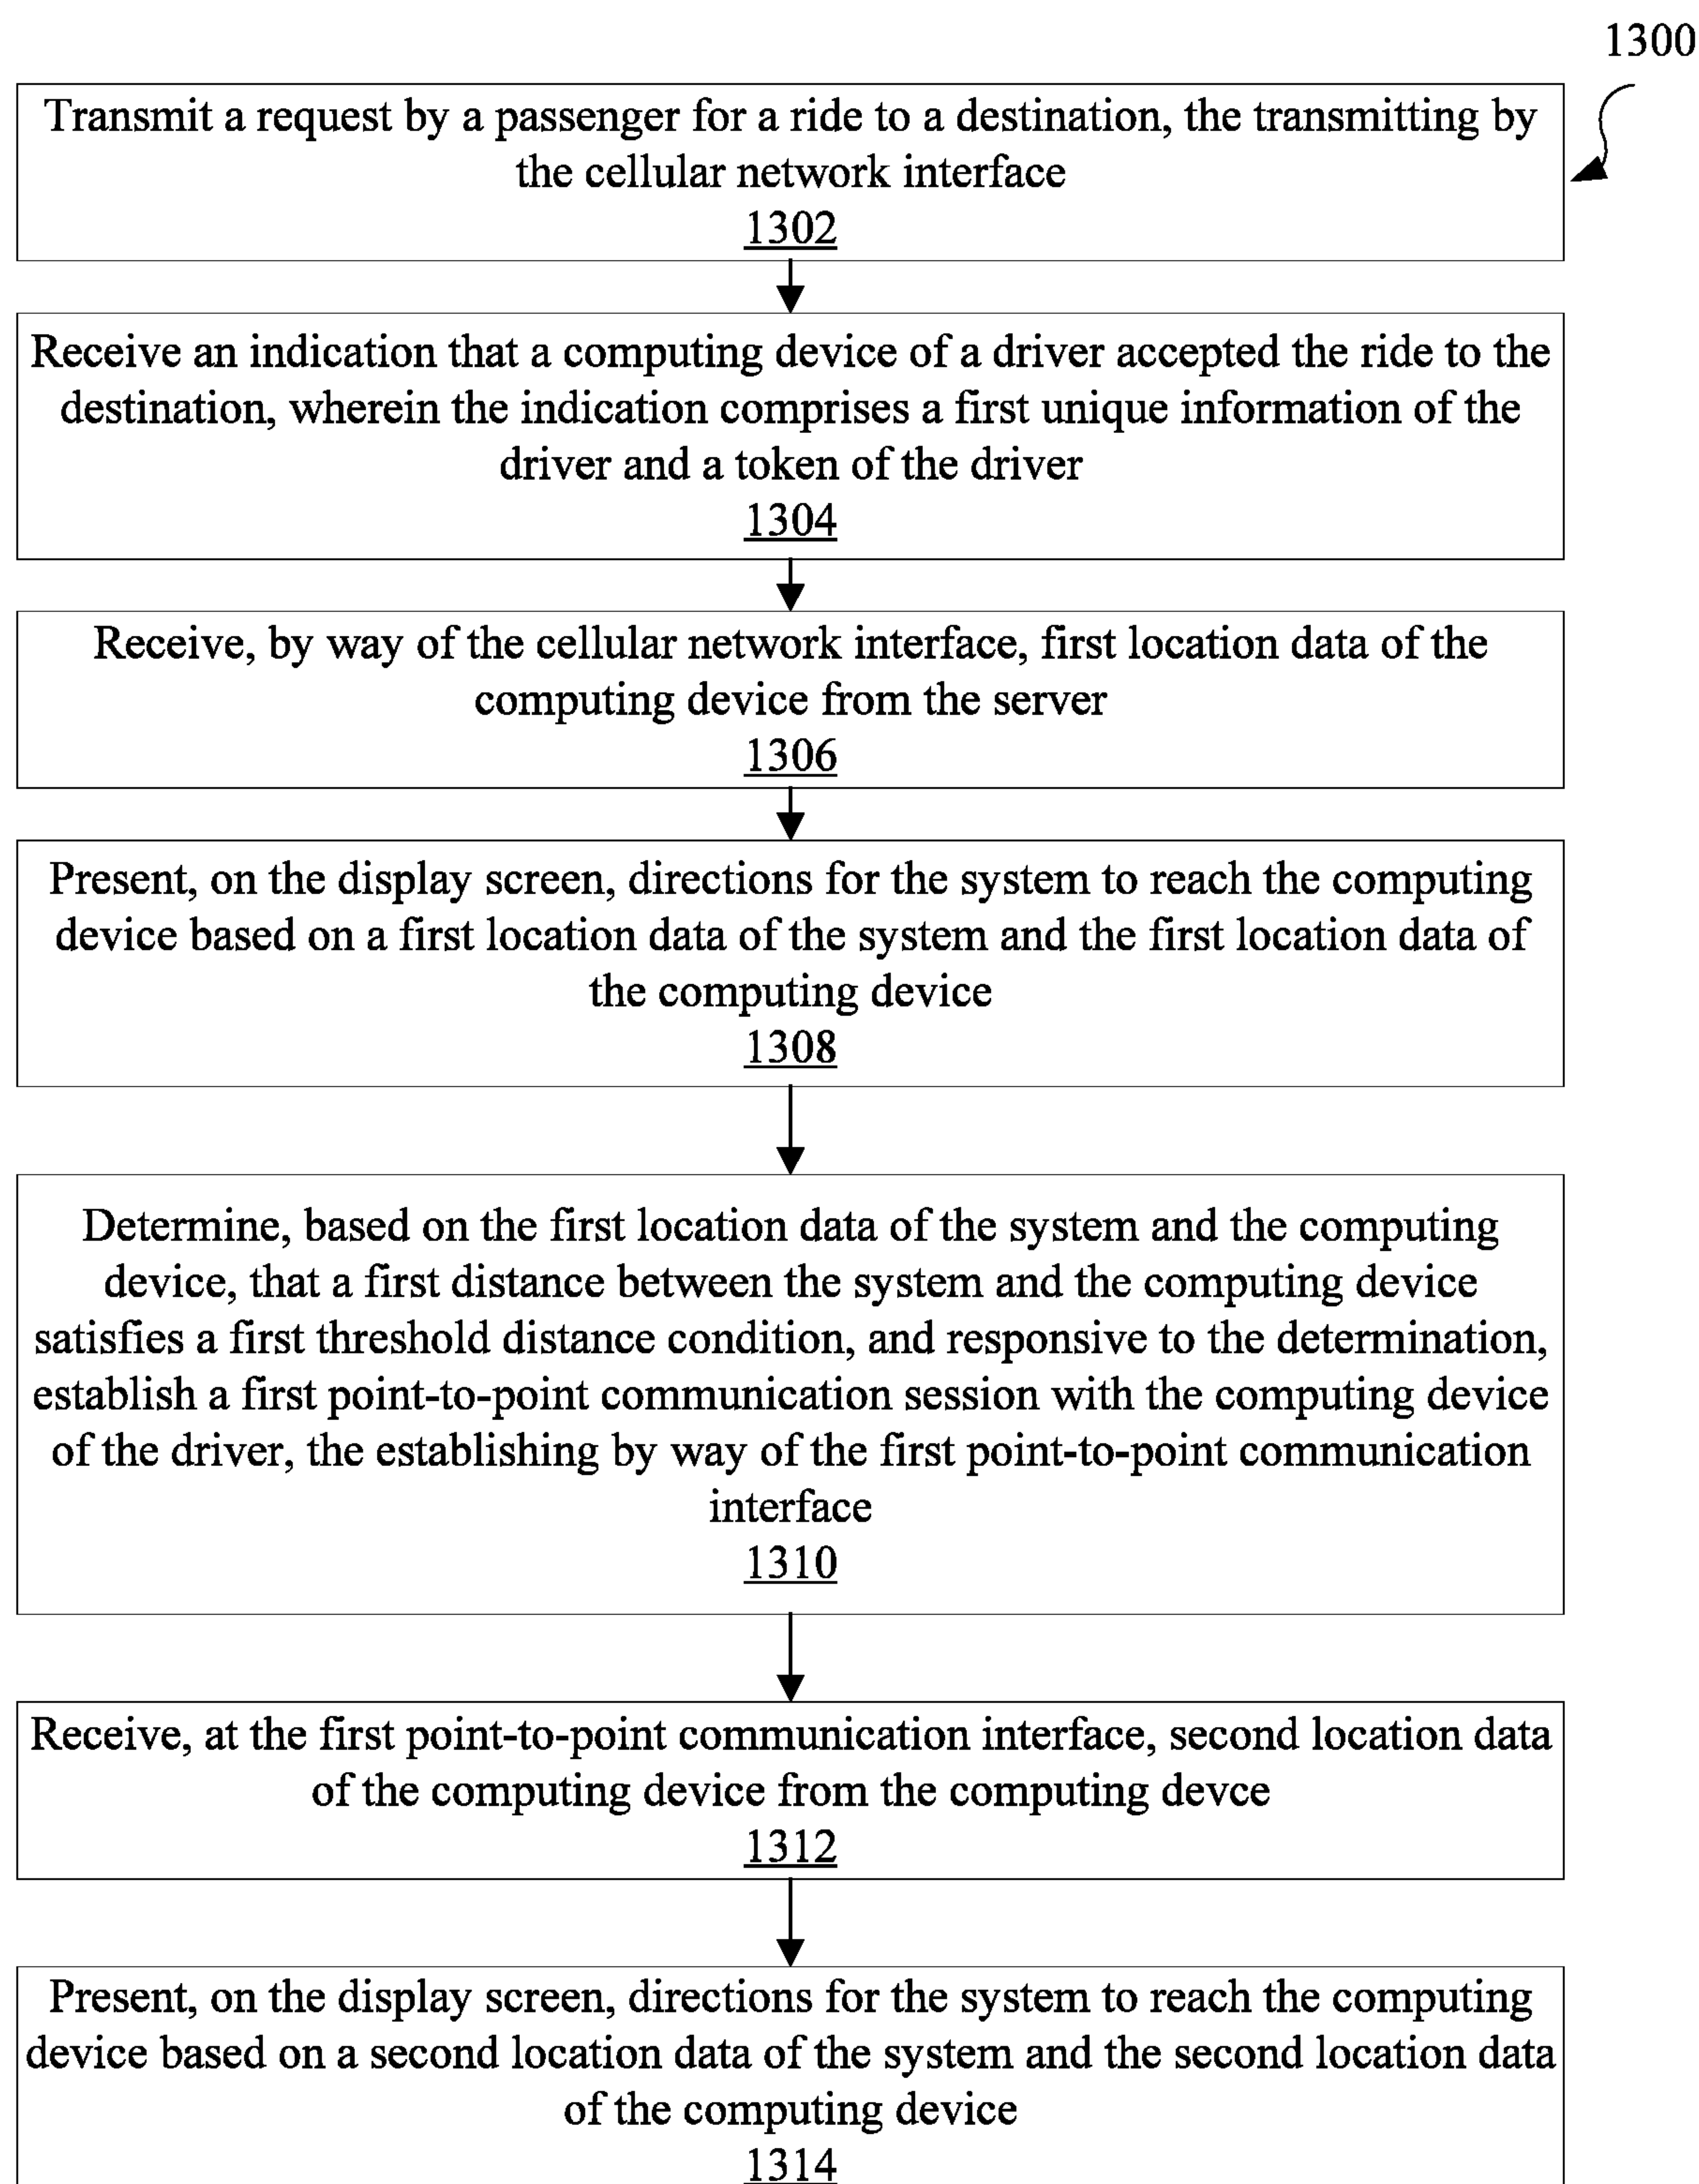 1300
Transmit a request by a passenger for a ride to a destination, the transmitting by
the cellular network interface
1302
Receive an indication that a computing device of a driver accepted the ride to the
destination, wherein the indication comprises a first unique information of the
driver and a token of the driver
1304
Receive, by way of the cellular network interface, first location data of the
computing device from the server
1306
Present, on the display screen, directions for the system to reach the computing
device based on a first location data of the system and the first location data of
the computing device
1308
Determine, based on the first location data of the system and the computing
device, that a first distance between the system and the computing device
satisfies a first threshold distance condition, and responsive to the determination,
establish a first point-to-point communication session with the computing device
of the driver, the establishing by way of the first point-to-point communication
interface
1310
Receive, at the first point-to-point communication interface, second location data
of the computing device from the computing devce
1312
Present, on the display screen, directions for the system to reach the computing
device based on a second location data of the system and the second location data
of the computing device
1314